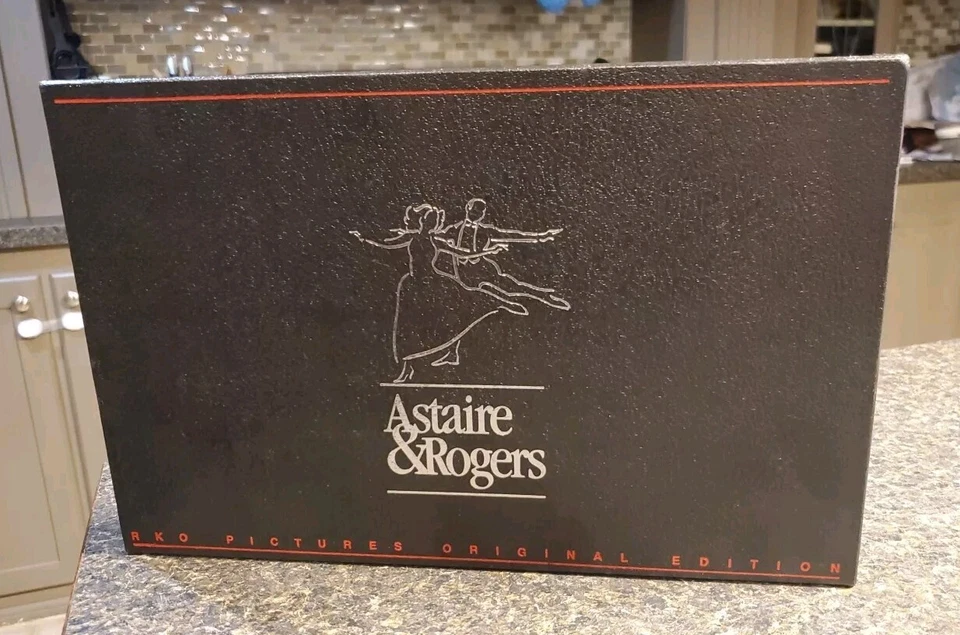 Astaire
&Rogers
RKO PICTURES ORIGINAL EDITION